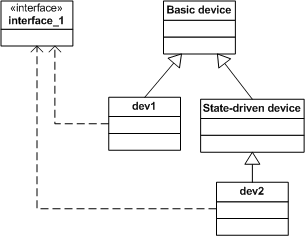 «interface»
interface_1
Basic device
dev1
State-driven device
dev2